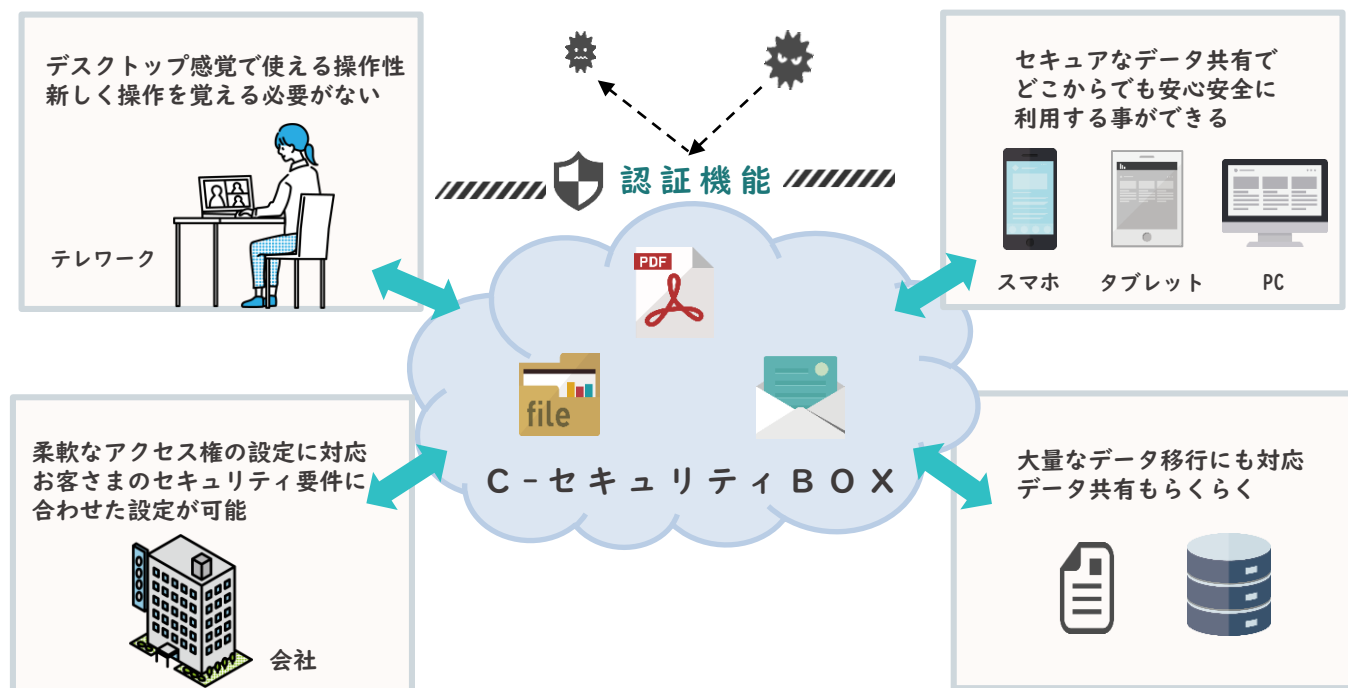 デスクトップ感覚で使える操作性
新しく操作を覚える必要がない
テレワーク
認証機能
セキュアなデータ共有で
どこからでも安心安全に
利用する事ができる
スマホ
タブレット
PC
PDF
file
C-セキュリティBOX
柔軟なアクセス権の設定に対応
お客さまのセキュリティ要件に
合わせた設定が可能
会社
大量なデータ移行にも対応
データ共有もらくらく